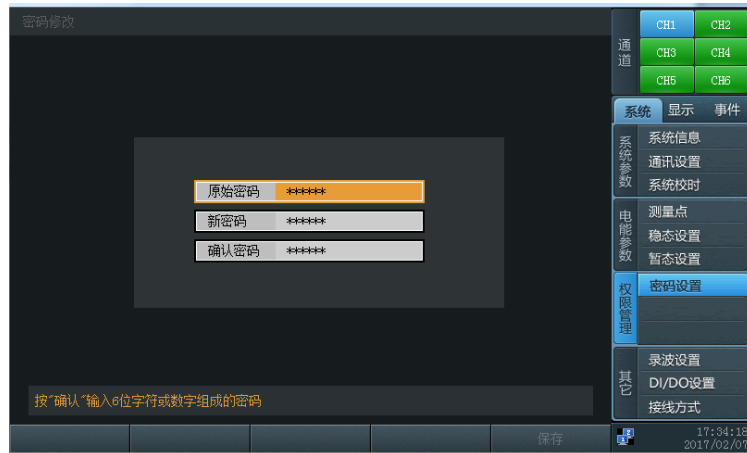 密码修改
原始密码 ******
新密码 ******
确认密码 ******
按"确认"输入6位字符或数字组成的密码
保存
通道
CH1 CH2
CH3 CH4
CH5 CH6
系统 显示 事件
系统参数
系统信息
通讯设置
系统校时
电能参数
测量点
稳态设置
暂态设置
权限管理
密码设置
其它
录波设置
DI/DO设置
接线方式
17:34:18
2017/02/07